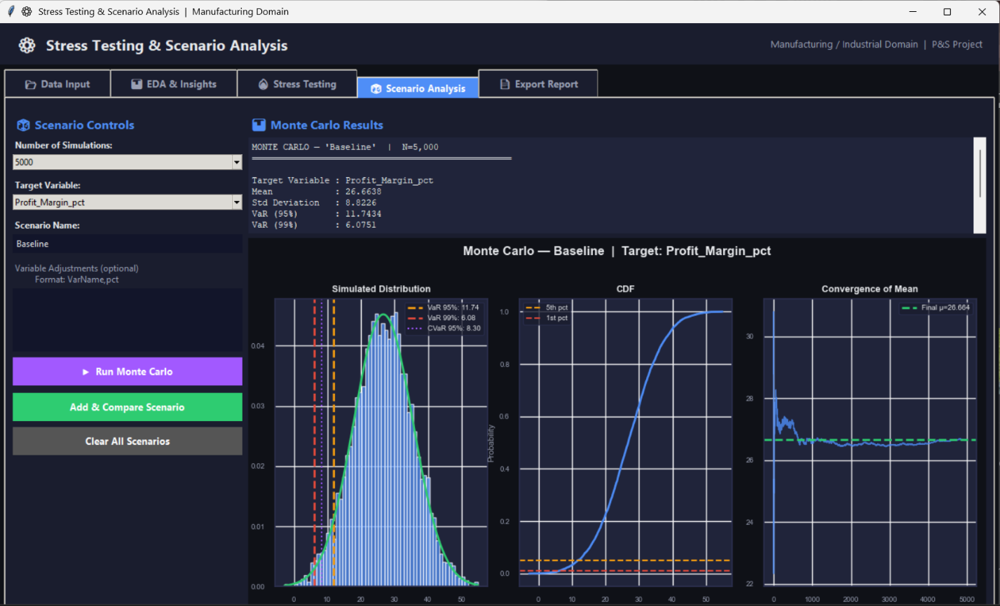 Stress Testing & Scenario Analysis | Manufacturing Domain
Stress Testing & Scenario Analysis
Manufacturing / Industrial Domain | P&S Project
Data Input
EDA & Insights
Stress Testing
Scenario Analysis
Export Report
Scenario Controls
Number of Simulations:
5000
Target Variable:
Profit_Margin_pct
Scenario Name:
Baseline
Variable Adjustments (optional)
Format: VarName,pct
► Run Monte Carlo
Add & Compare Scenario
Clear All Scenarios
Monte Carlo Results
MONTE CARLO — 'Baseline' | N=5,000
Target Variable : Profit_Margin_pct
Mean : 26.6638
Std Deviation : 8.8226
VaR (95%) : 11.7434
VaR (99%) : 6.0751
Monte Carlo — Baseline | Target: Profit_Margin_pct
Simulated Distribution
VaR 95%: 11.74
VaR 99%: 6.08
CVaR 95%: 8.30
0.04
0.03
0.02
0.01
0.00
0 10 20 30 40 50
CDF
5th pct
1st pct
Probability
1.0
0.8
0.6
0.4
0.2
0.0
0 10 20 30 40 50
Convergence of Mean
Final μ=26.664
30
28
26
24
22
0 1000 2000 3000 4000 5000